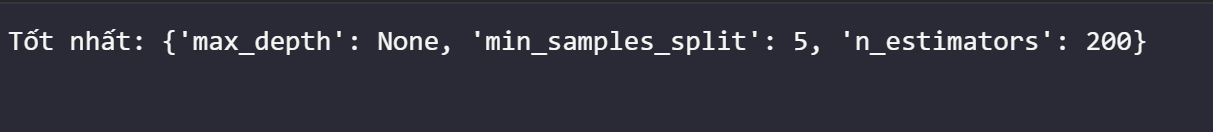 Tốt nhất: {'max_depth': None, 'min_samples_split': 5, 'n_estimators': 200}